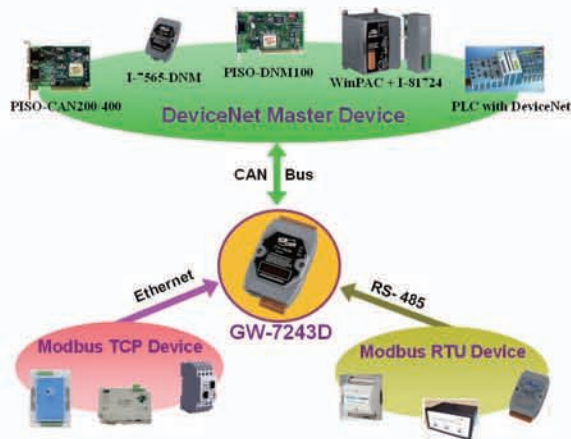 PISO-CAN200/400
I-7565-DNM
PISO-DNM100
WinPAC + I-81724
PLC with DeviceNet
DeviceNet Master Device
CAN Bus
Ethernet
RS-485
GW-7243D
Modbus TCP Device
Modbus RTU Device